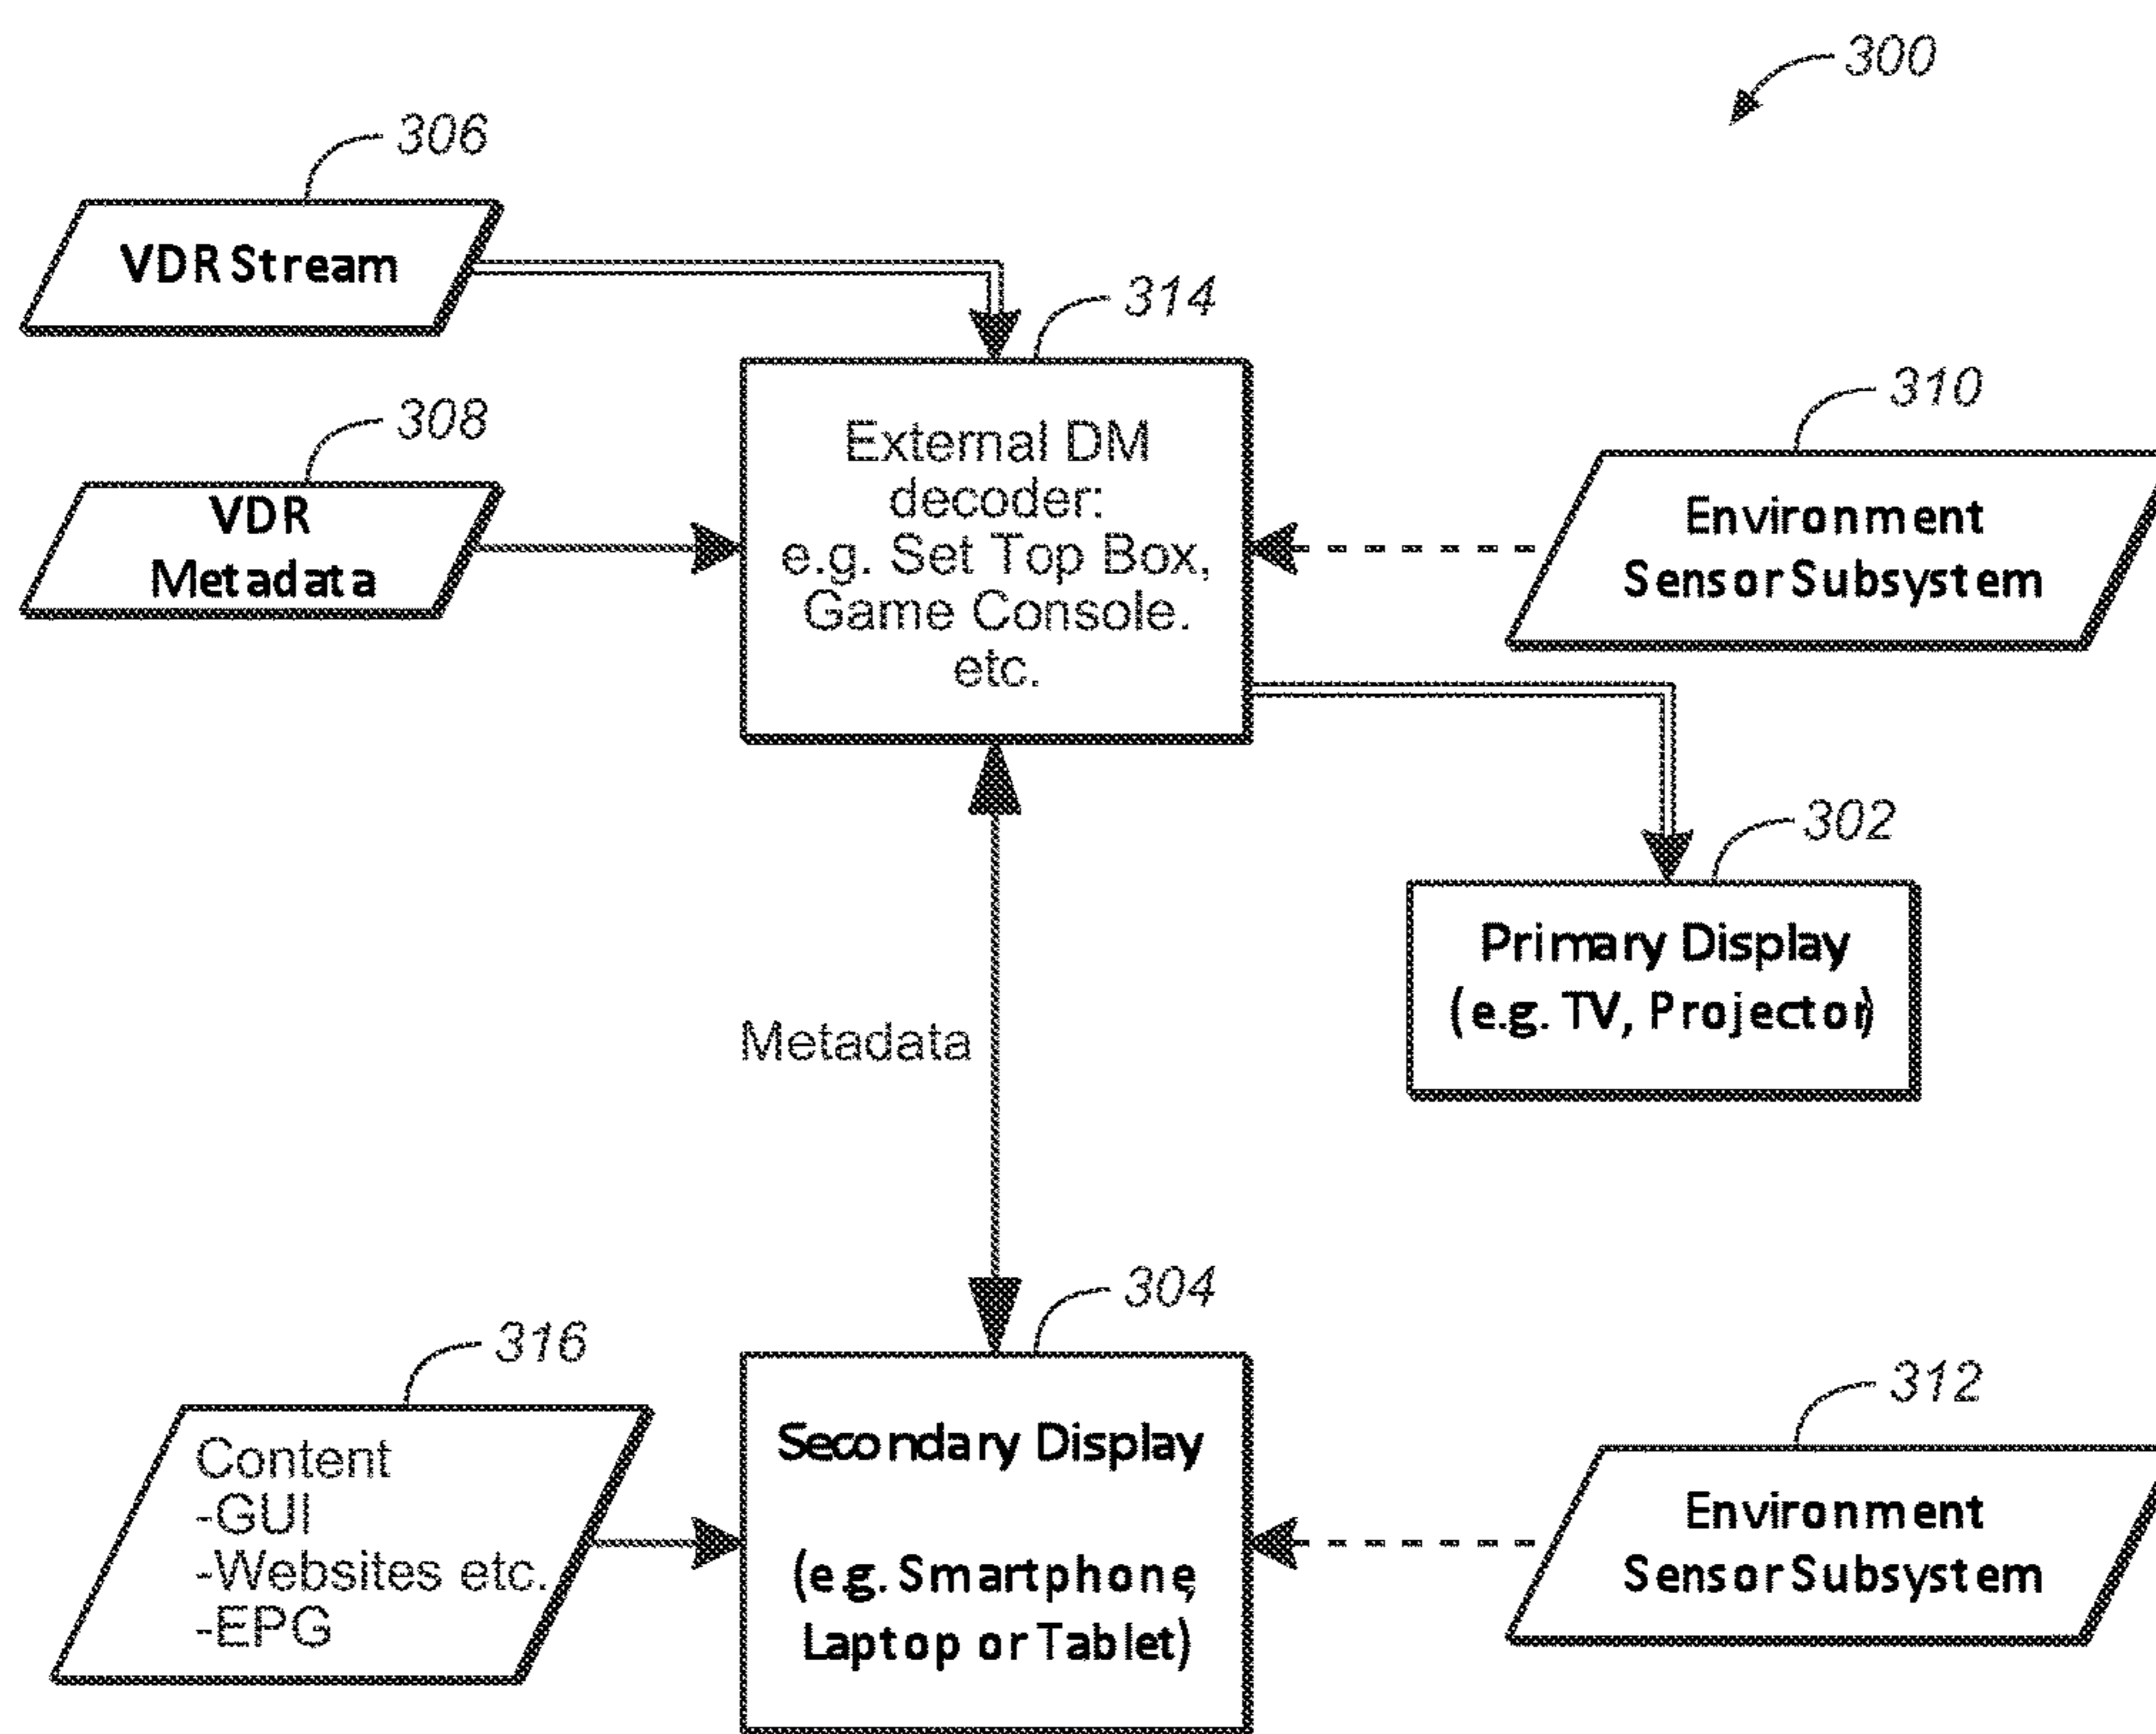 300
306
VDR Stream
314
308
VDR
Metadata
External DM
decoder:
e.g. Set Top Box,
Game Console.
etc.
310
Environment
Sensor Subsystem
302
Primary Display
(e.g. TV, Projector)
Metadata
304
316
Content
-GUI
-Websites etc.
-EPG
Secondary Display
(e.g. Smartphone,
Laptop or Tablet)
312
Environment
Sensor Subsystem